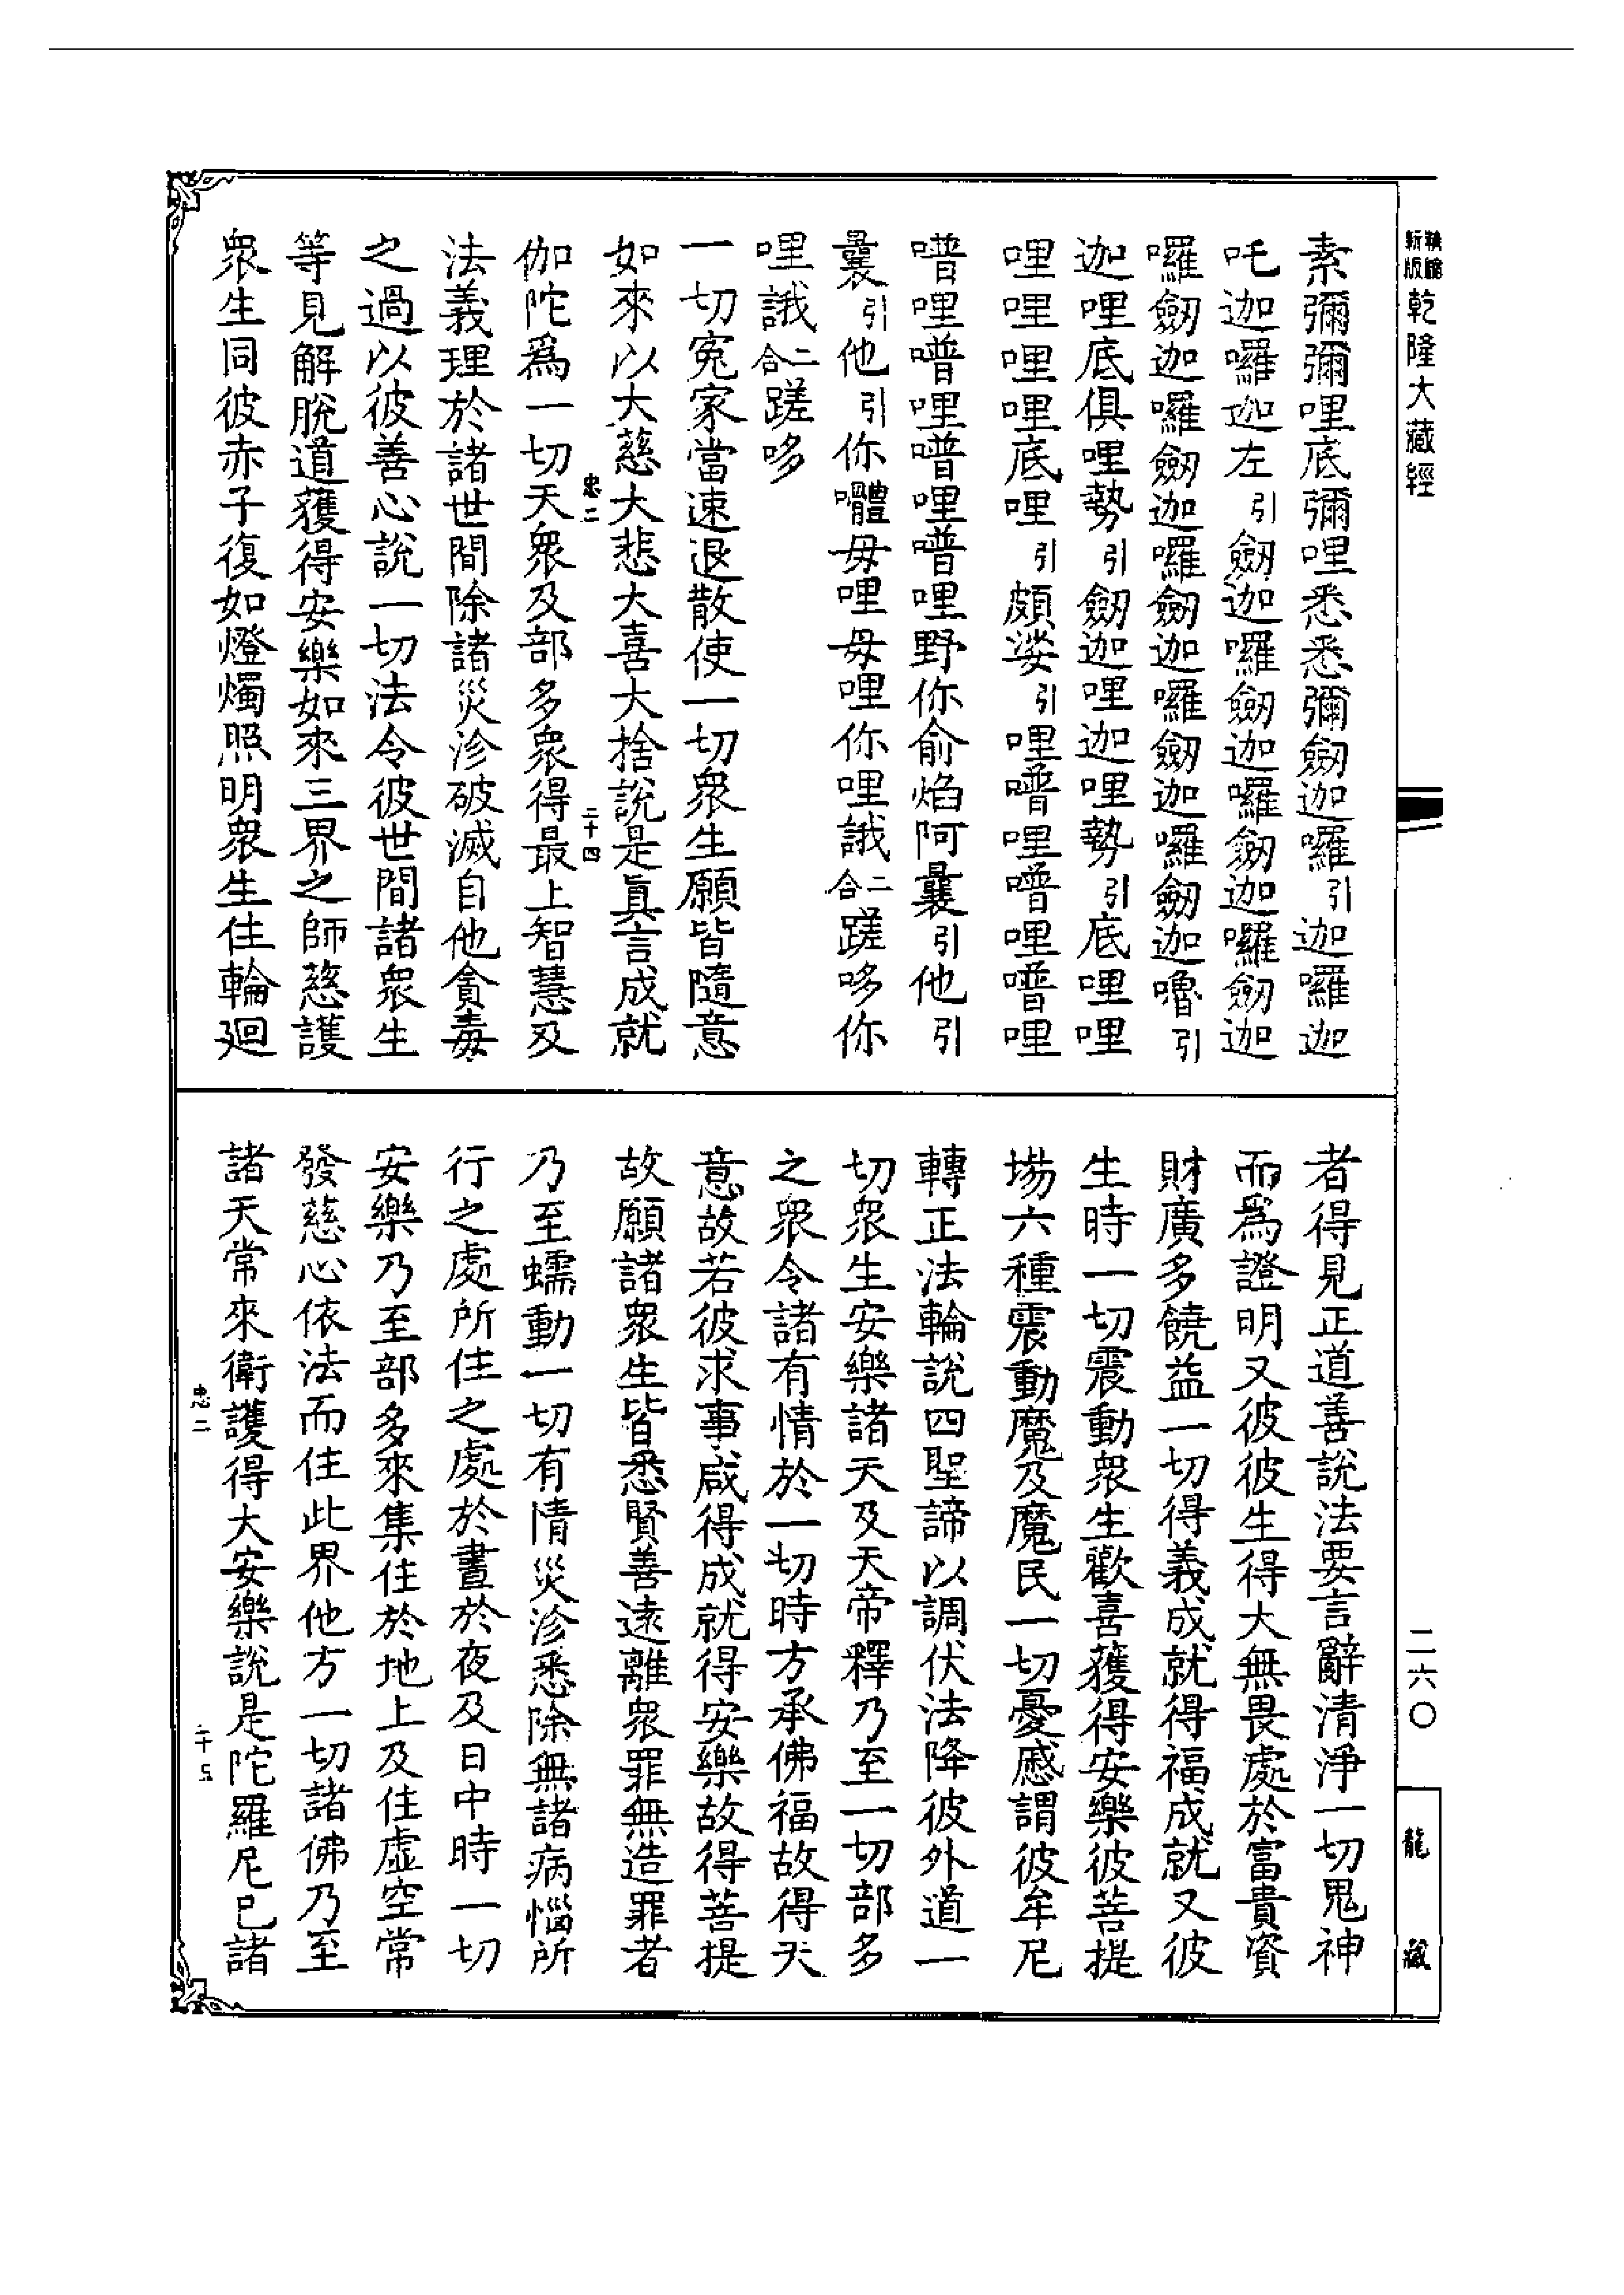 新版乾隆大藏經
素彌彌哩底彌哩悉悉彌劒迦囉引迦囉迦
吒迦囉迦左引劒迦囉劒迦囉劒迦囉劒迦
囉劒迦囉劒迦囉劒迦囉劒迦囉劒迦嚕引
迦哩底俱哩勢引劒迦哩迦哩勢引底哩哩
哩哩哩哩底哩引頗娑引哩噆哩噆哩噆哩
噆哩噆哩噆哩噆哩野你俞焰阿曩引他引
曩引他引你囉體毋哩毋哩你哩誐二合蹉哆你
哩誐二合蹉哆
一切寃家當速退散使一切衆生願皆隨意
如來以大慈大悲大喜大捨說是真言成就
忠二 二十四
伽陀爲一切天衆及部多衆得最上智慧及
法義理於諸世間除諸災沴破滅自他貪毒
之過以彼善心說一切法令彼世間諸衆生
等見解脫道獲得安樂如來三界之師慈護
衆生同彼赤子復如燈燭照明衆生住輪迴
者得見正道善說法要言辭清淨一切鬼神
而爲證明又彼彼生得大無畏處於富貴資
財廣多饒益一切得義成就得福成就又彼
生時一切震動衆生歡喜獲得安樂彼菩提
場六種震動魔及魔民一切憂慼謂彼牟尼
轉正法輪說四聖諦以調伏法降彼外道一
切衆生安樂諸天及天帝釋乃至一切部多
之衆令諸有情於一切時方承佛福故得天
意故若彼求事咸得成就得安樂故得菩提
故願諸衆生皆悉賢善遠離衆罪無造罪者
乃至蠕動一切有情災沴悉除無諸病惱所
行之處所住之處於晝於夜及日中時一切
安樂乃至部多來集住於地上及住虛空常
發慈心依法而住此界他方一切諸佛乃至
諸天常來衛護得大安樂說是陀羅尼已諸
忠二 二十五
二六〇
龍藏